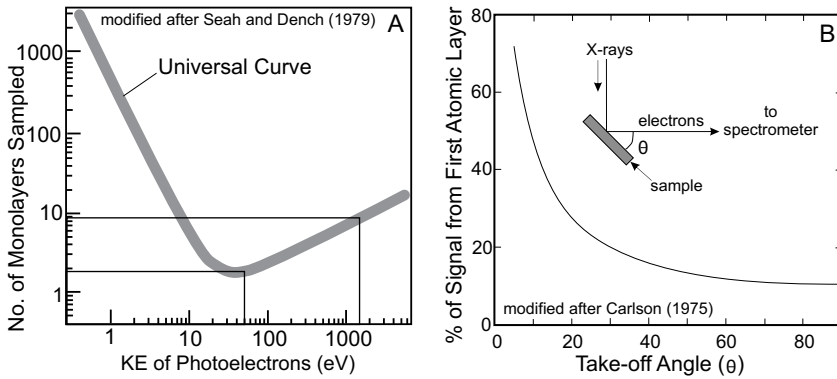 modified after Seah and Dench (1979)
A
Universal Curve
No. of Monolayers Sampled
1000
100
10
1
1
10
100
1000
KE of Photoelectrons (eV)
B
X-rays
electrons
to
spectrometer
θ
sample
modified after Carlson (1975)
% of Signal from First Atomic Layer
80
60
40
20
0
0
20
40
60
80
Take-off Angle (θ)